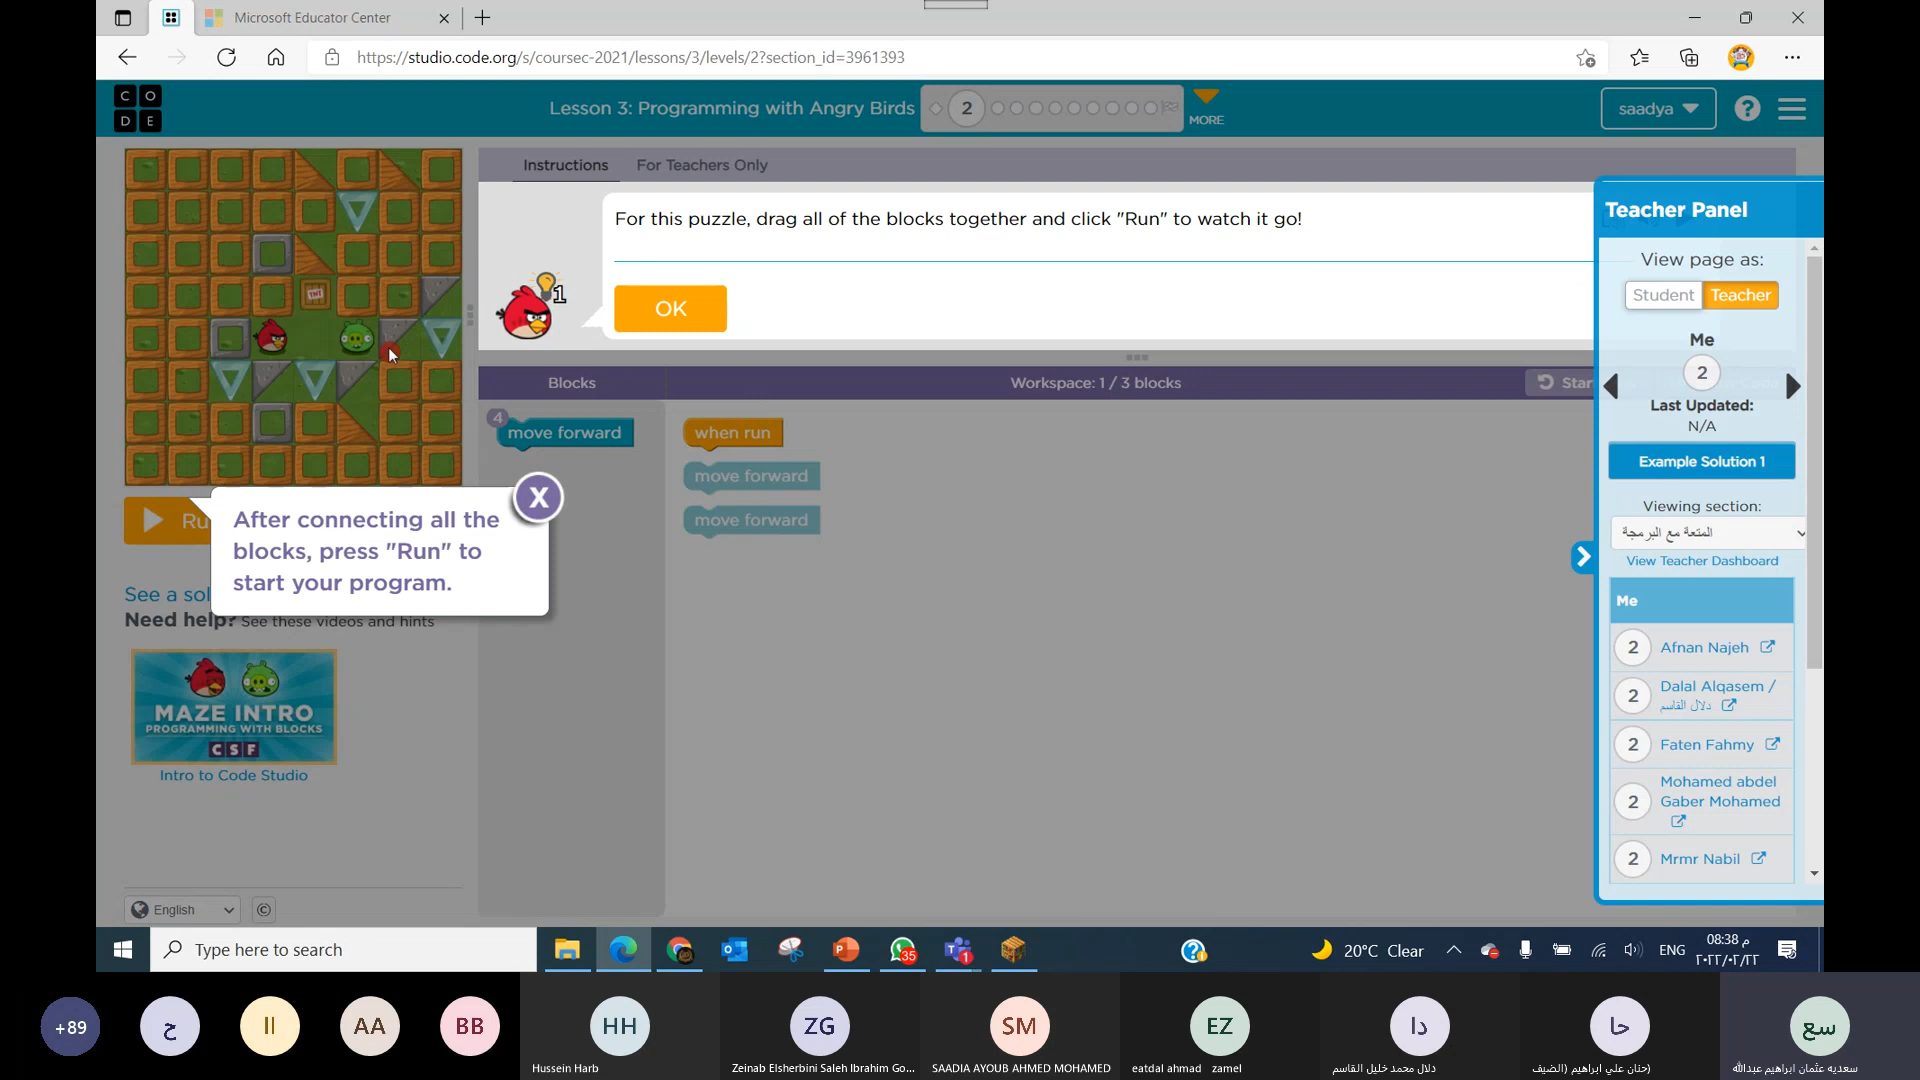 Microsoft Educator Center
https://studio.code.org/s/coursec-2021/lessons/3/levels/2?section_id=3961393
C O
D E
Lesson 3: Programming with Angry Birds
2
MORE
saadya
?
Instructions
For Teachers Only
For this puzzle, drag all of the blocks together and click "Run" to watch it go!
1
OK
TNT
Blocks
Workspace: 1 / 3 blocks
Star
4
move forward
when run
move forward
move forward
Ru
X
After connecting all the
blocks, press "Run" to
start your program.
See a sol
Need help? See these videos and hints
MAZE INTRO
PROGRAMMING WITH BLOCKS
C S F
Intro to Code Studio
English
©
Teacher Panel
View page as:
Student
Teacher
Me
2
Last Updated:
N/A
Example Solution 1
Viewing section:
المتعة مع البرمجة
View Teacher Dashboard
Me
2 Afnan Najeh
2 Dalal Alqasem /
دلال القاسم
2 Faten Fahmy
2 Mohamed abdel
Gaber Mohamed
2 Mrmr Nabil
Type here to search
35
1
20°C Clear
ENG
08:38 م
٢٠٢٢/٠٢/٢٢
+89
ح
اا
AA
BB
HH
Hussein Harb
ZG
Zeinab Elsherbini Saleh Ibrahim Go...
SM
SAADIA AYOUB AHMED MOHAMED
EZ
eatdal ahmad zamel
دا
دلال محمد خليل القاسم
حا
حنان علي ابراهيم (الضيف)
سع
سعديه عثمان ابراهيم عبدالله